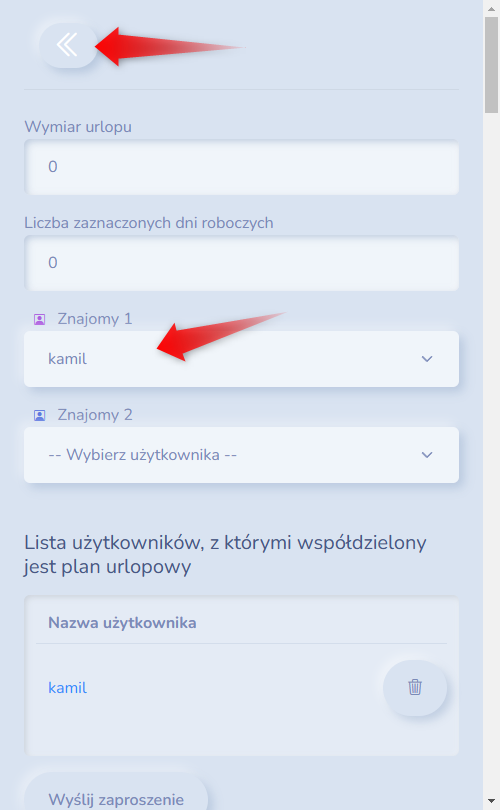 Wymiar urlopu
0
Liczba zaznaczonych dni roboczych
0
Znajomy 1
kamil
Znajomy 2
-- Wybierz użytkownika --
Lista użytkowników, z którymi współdzielony
jest plan urlopowy
Nazwa użytkownika
kamil
Wyślij zaproszenie